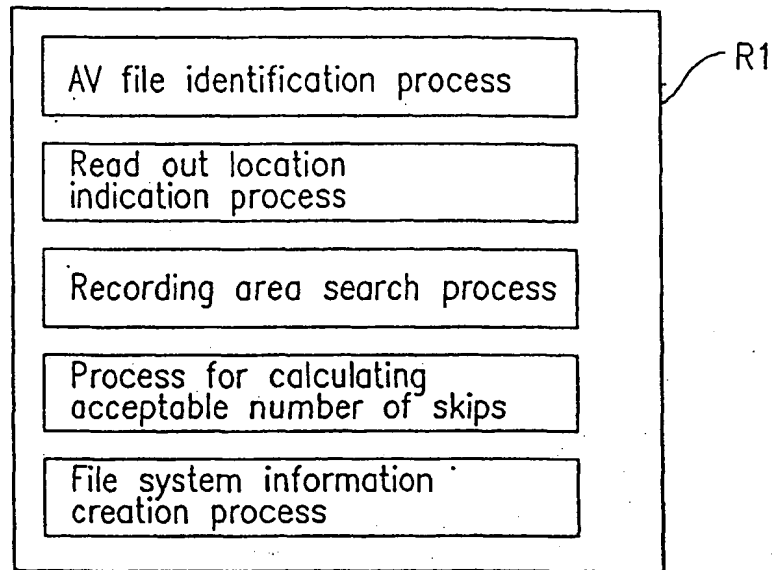 AV file identification process
R1
Read out location
indication process
Recording area search process
Process for calculating
acceptable number of skips
File system information
creation process